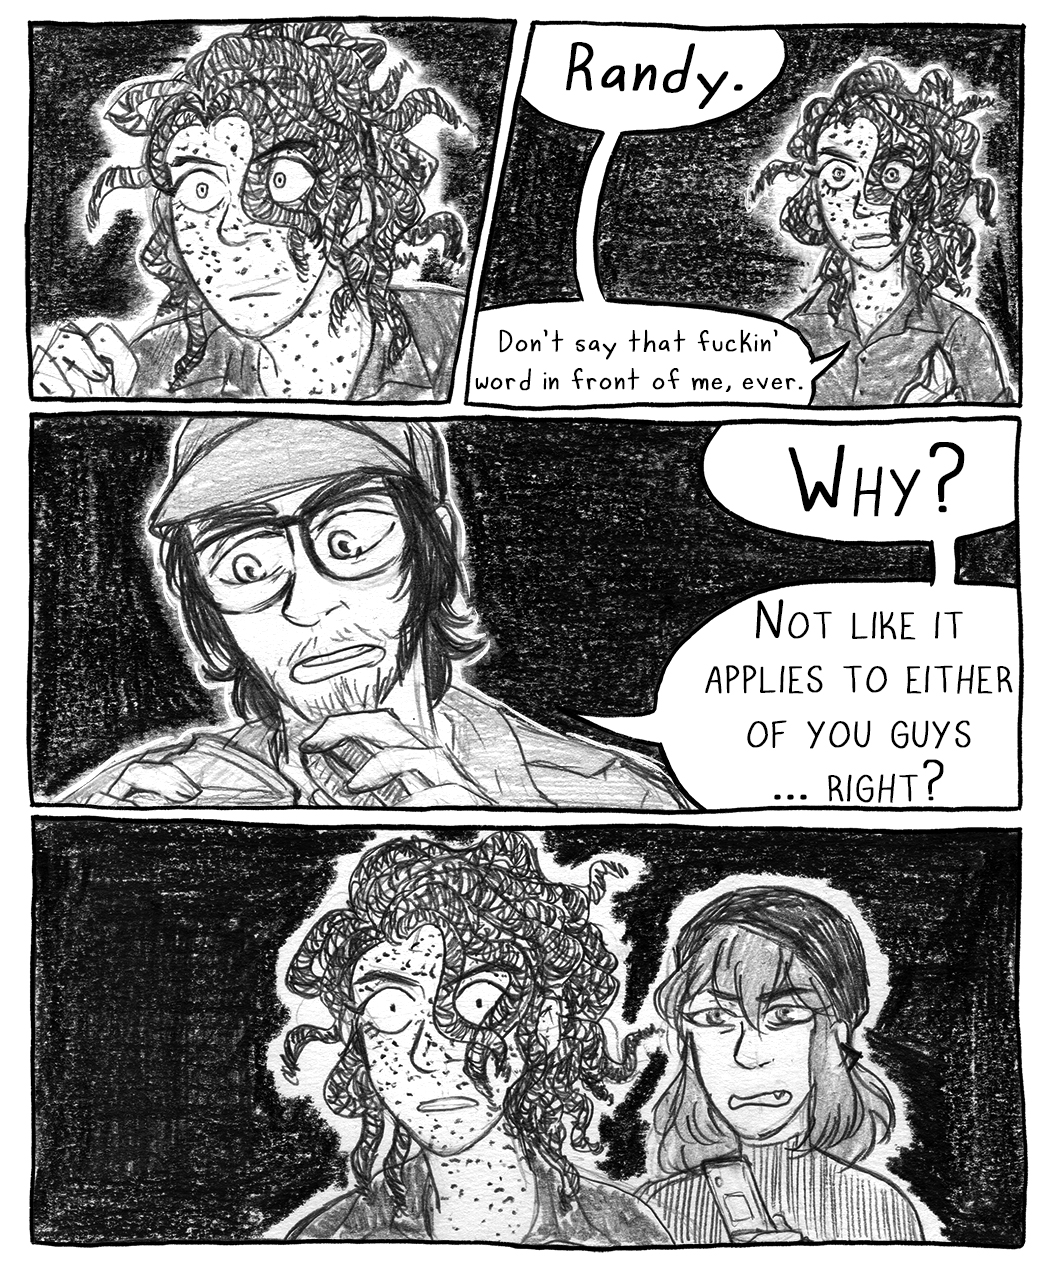 Randy.
Don't say that fuckin'
word in front of me, ever.
WHY?
NOT LIKE IT
APPLIES TO EITHER
OF YOU GUYS
... RIGHT?